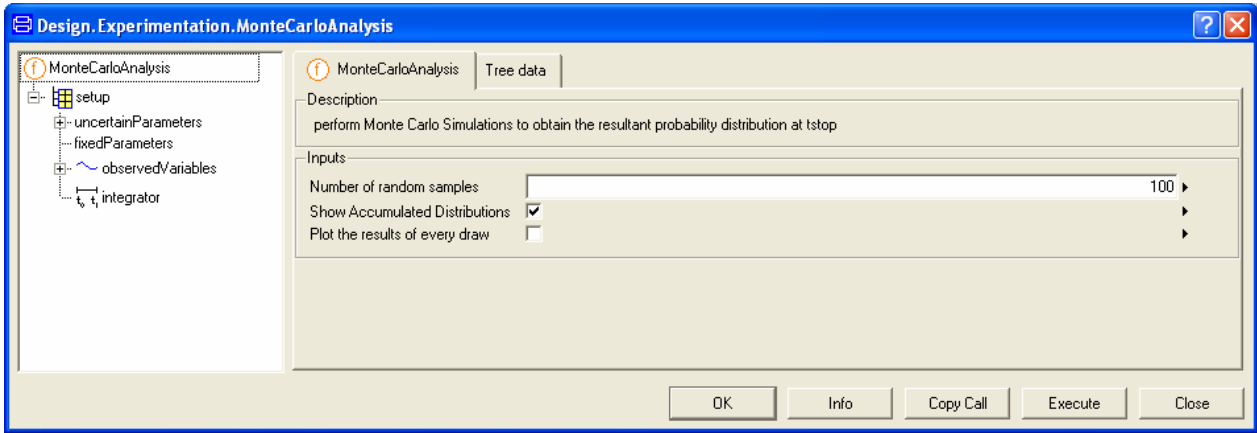 Design.Experimentation.MonteCarloAnalysis
MonteCarloAnalysis
setup
uncertainParameters
fixedParameters
observedVariables
integrator
MonteCarloAnalysis Tree data
Description
perform Monte Carlo Simulations to obtain the resultant probability distribution at tstop
Inputs
Number of random samples 100
Show Accumulated Distributions
Plot the results of every draw
OK Info Copy Call Execute Close